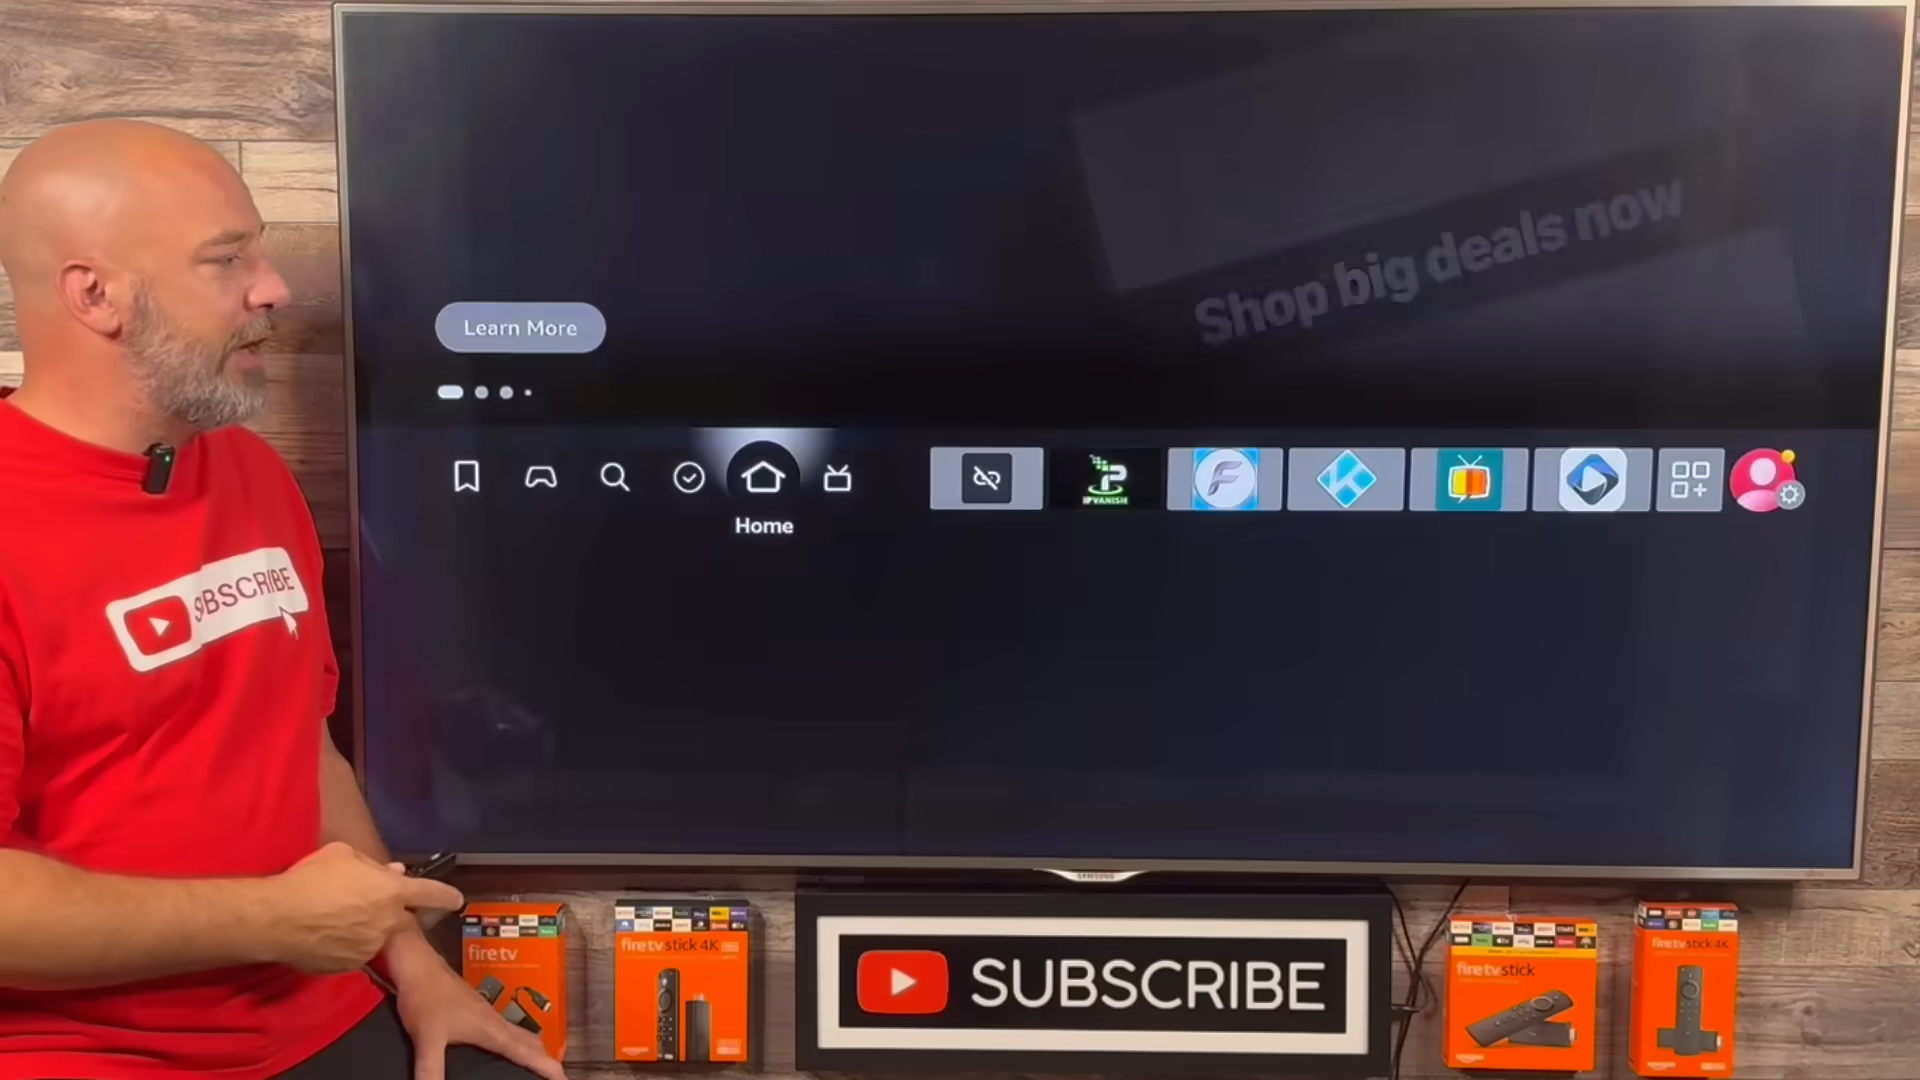 Shop big deals now
Learn More
IPVANISH
Home
SUBSCRIBE
SAMSUNG
fire tv
fire tv stick 4K
SUBSCRIBE
fire tv stick
fire tv stick 4K